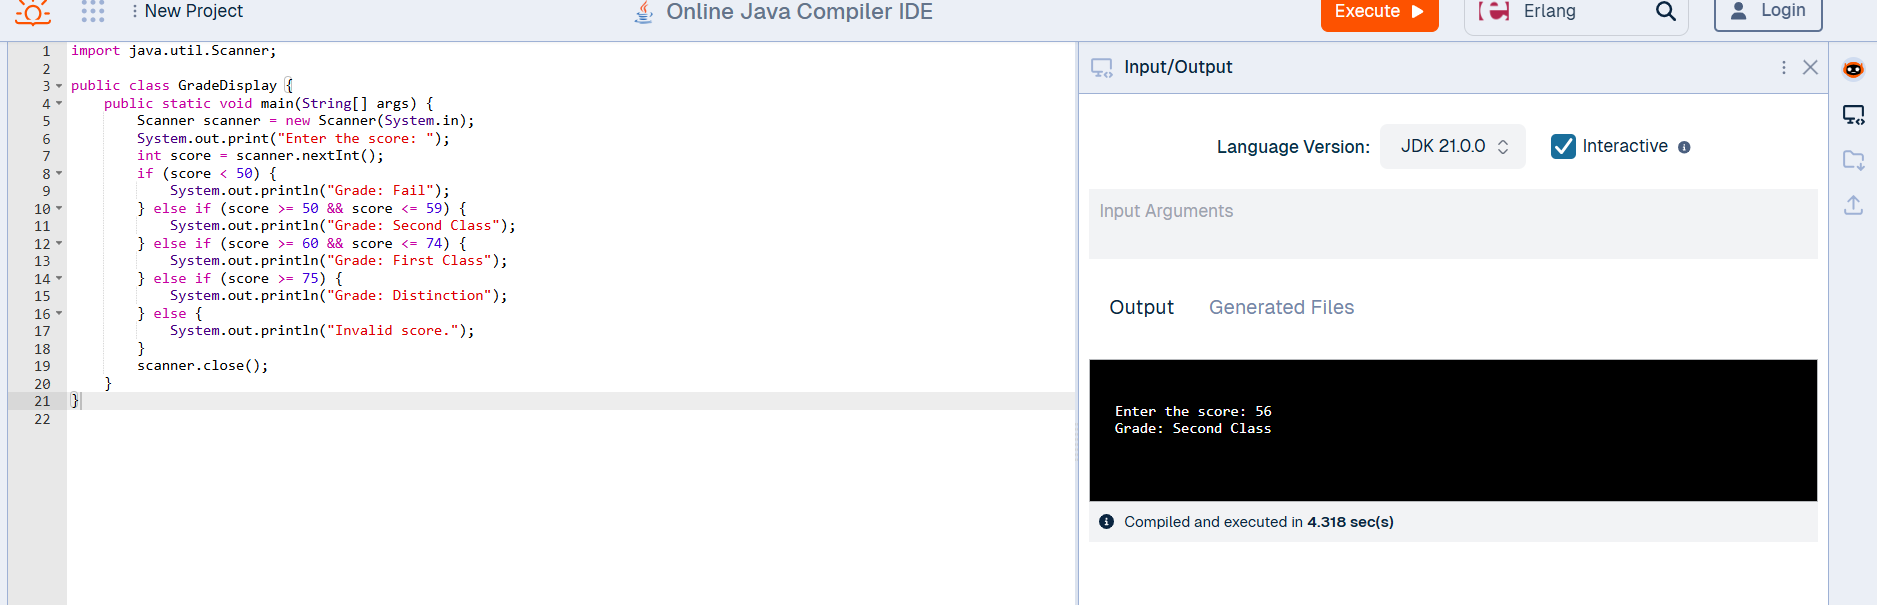 New Project
Online Java Compiler IDE
Execute
Erlang
Login
1 import java.util.Scanner;
2
3 public class GradeDisplay {
4     public static void main(String[] args) {
5         Scanner scanner = new Scanner(System.in);
6         System.out.print("Enter the score: ");
7         int score = scanner.nextInt();
8         if (score < 50) {
9             System.out.println("Grade: Fail");
10         } else if (score >= 50 && score <= 59) {
11             System.out.println("Grade: Second Class");
12         } else if (score >= 60 && score <= 74) {
13             System.out.println("Grade: First Class");
14         } else if (score >= 75) {
15             System.out.println("Grade: Distinction");
16         } else {
17             System.out.println("Invalid score.");
18         }
19         scanner.close();
20     }
21 }
22
Input/Output
Language Version: JDK 21.0.0 Interactive
Input Arguments
Output Generated Files
Enter the score: 56
Grade: Second Class
Compiled and executed in 4.318 sec(s)